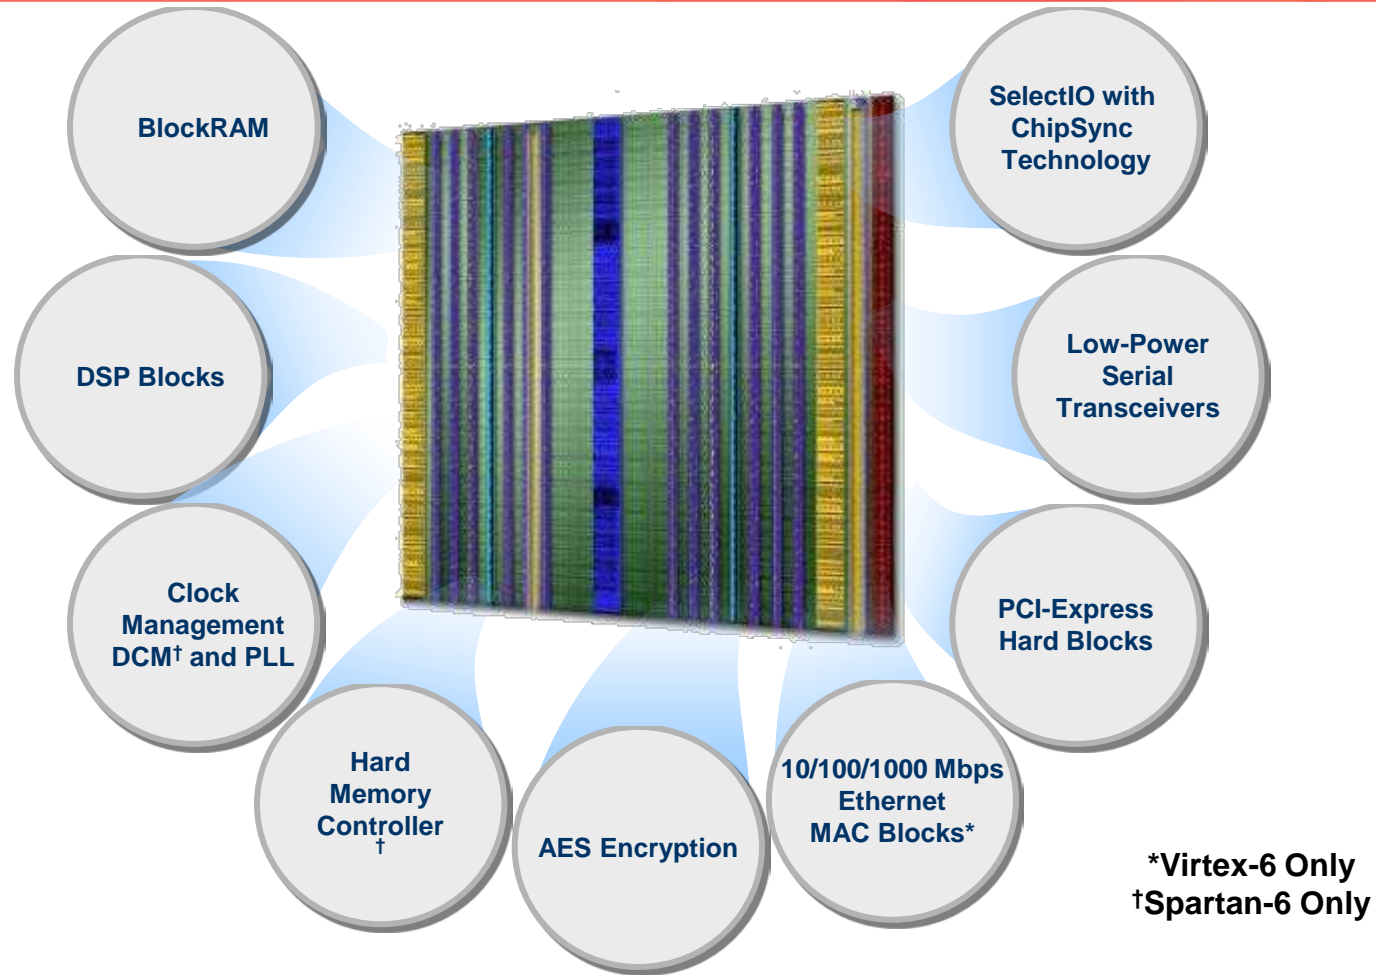 BlockRAM
SelectIO with
ChipSync
Technology
DSP Blocks
Low-Power
Serial
Transceivers
Clock
Management
DCM† and PLL
PCI-Express
Hard Blocks
Hard
Memory
Controller
†
AES Encryption
10/100/1000 Mbps
Ethernet
MAC Blocks*
*Virtex-6 Only
†Spartan-6 Only